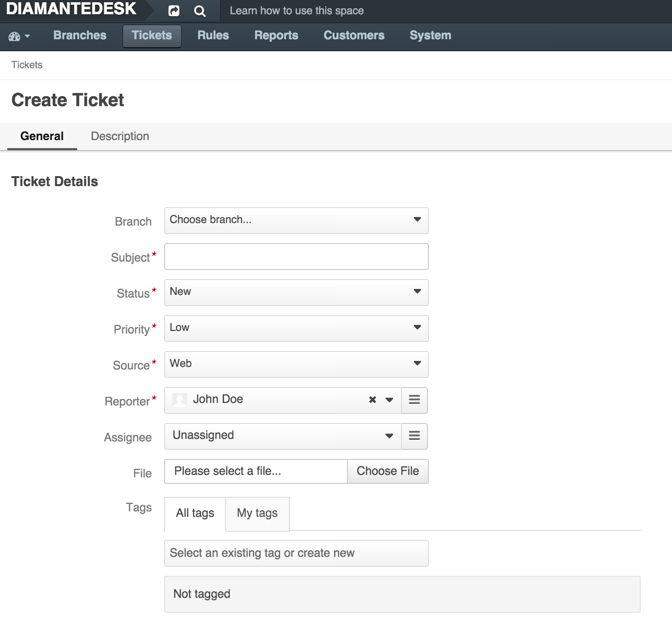 DIAMANTEDESK Learn how to use this space
Branches Tickets Rules Reports Customers System
Tickets
Create Ticket
General Description
Ticket Details
Branch Choose branch...
Subject*
Status* New
Priority* Low
Source* Web
Reporter* John Doe
Assignee Unassigned
File Please select a file... Choose File
Tags All tags My tags
Select an existing tag or create new
Not tagged